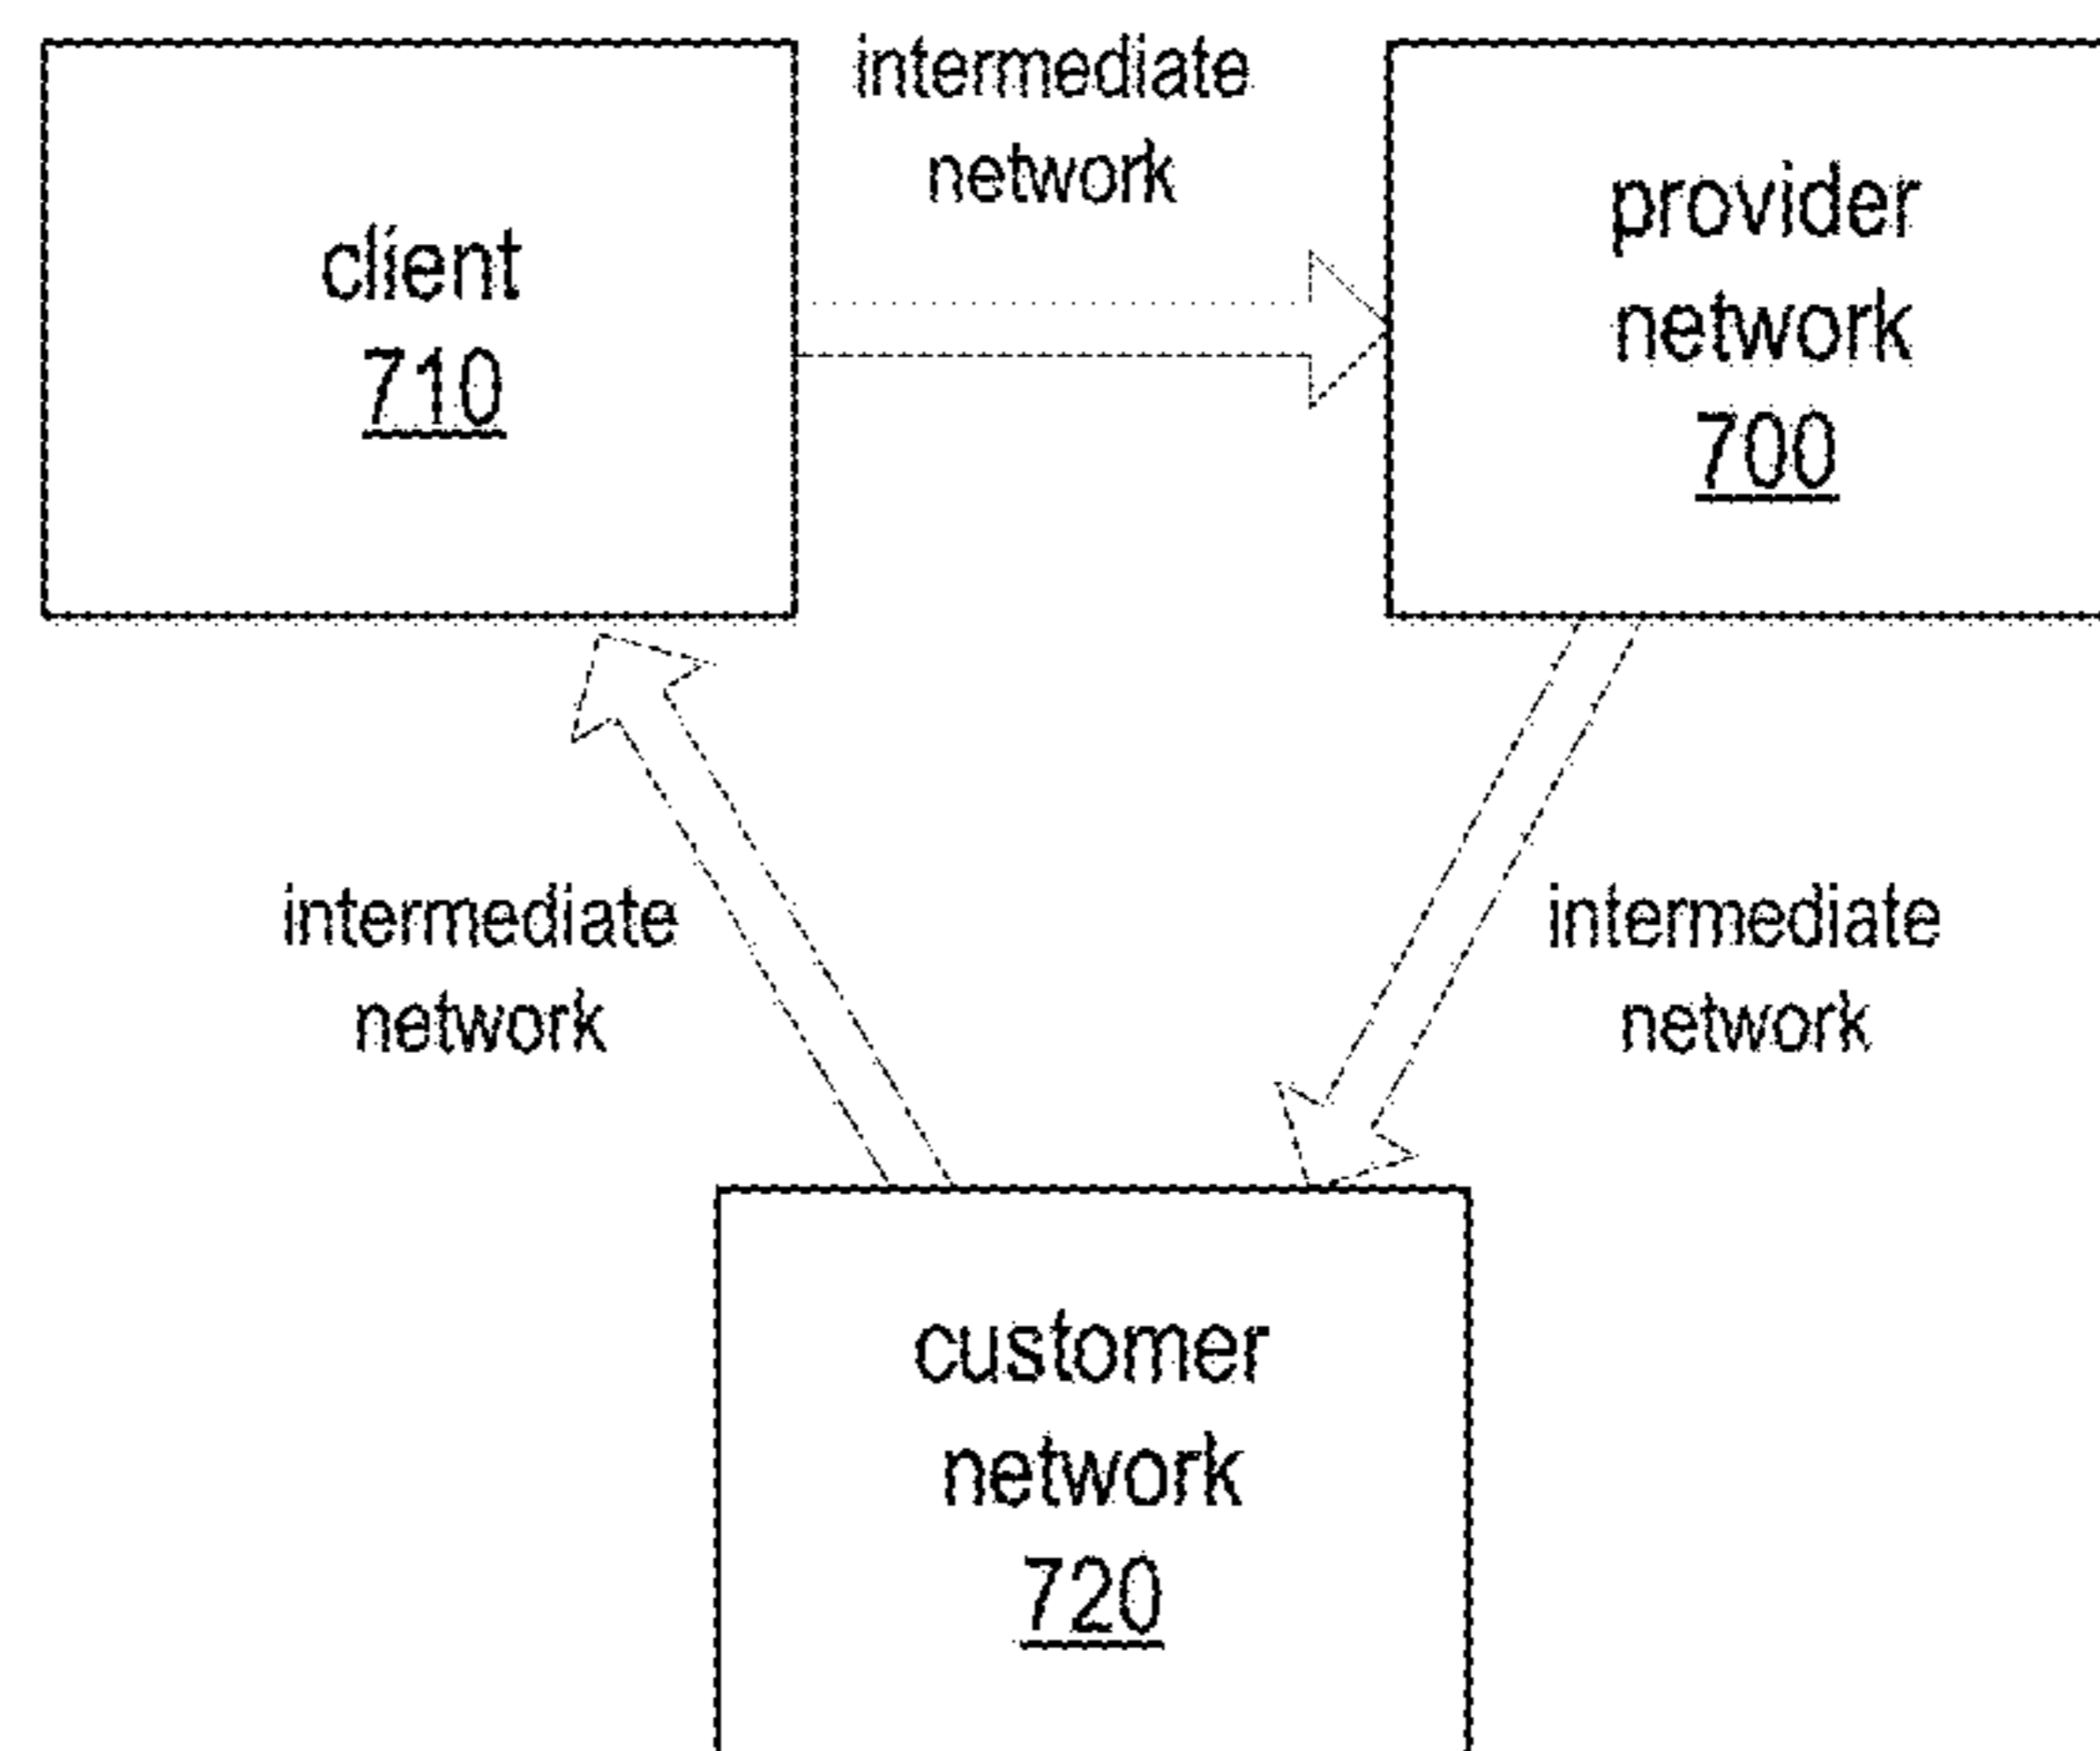 intermediate
network
client
710
provider
network
700
intermediate
network
intermediate
network
customer
network
720